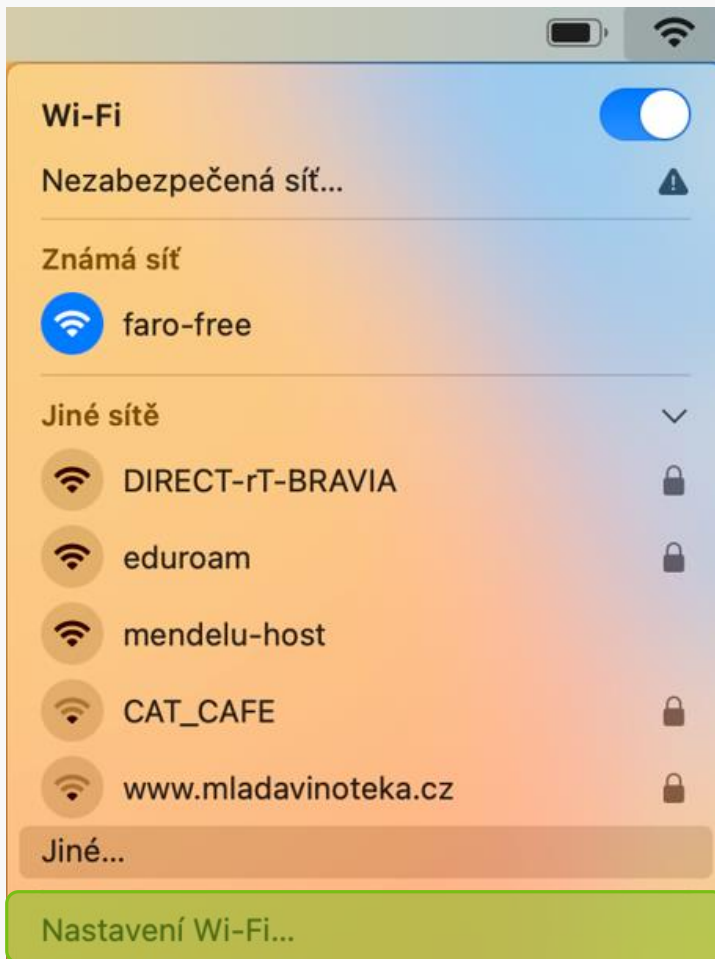 Wi-Fi
Nezabezpečená síť...
Známá síť
faro-free
Jiné sítě
DIRECT-rT-BRAVIA
eduroam
mendelu-host
CAT_CAFE
www.mladavinoteka.cz
Jiné...
Nastavení Wi-Fi...